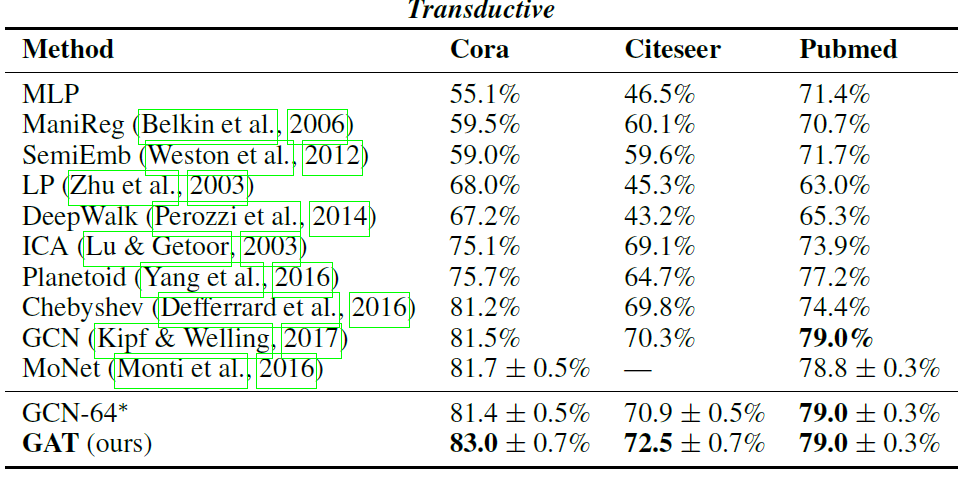 Transductive
Method Cora Citeseer Pubmed
MLP 55.1% 46.5% 71.4%
ManiReg (Belkin et al., 2006) 59.5% 60.1% 70.7%
SemiEmb (Weston et al., 2012) 59.0% 59.6% 71.7%
LP (Zhu et al., 2003) 68.0% 45.3% 63.0%
DeepWalk (Perozzi et al., 2014) 67.2% 43.2% 65.3%
ICA (Lu & Getoor, 2003) 75.1% 69.1% 73.9%
Planetoid (Yang et al., 2016) 75.7% 64.7% 77.2%
Chebyshev (Defferrard et al., 2016) 81.2% 69.8% 74.4%
GCN (Kipf & Welling, 2017) 81.5% 70.3% 79.0%
MoNet (Monti et al., 2016) 81.7 ± 0.5% — 78.8 ± 0.3%
GCN-64* 81.4 ± 0.5% 70.9 ± 0.5% 79.0 ± 0.3%
GAT (ours) 83.0 ± 0.7% 72.5 ± 0.7% 79.0 ± 0.3%